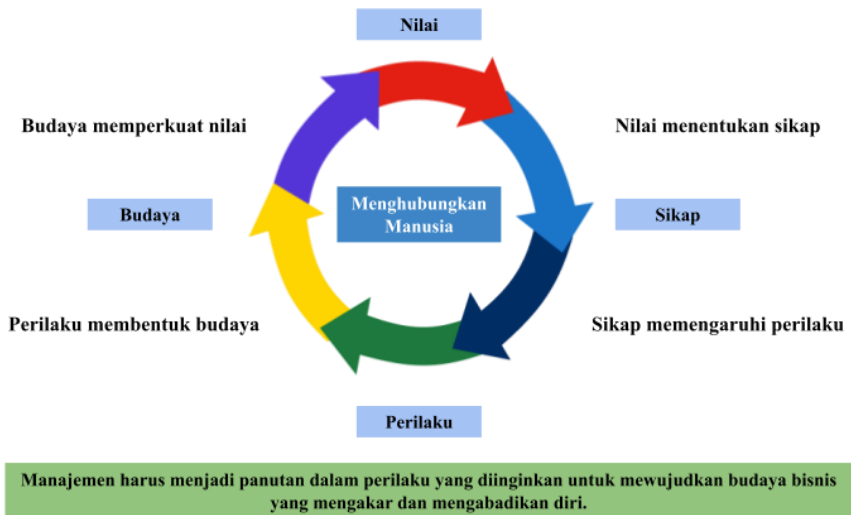 Nilai
Budaya memperkuat nilai
Nilai menentukan sikap
Budaya
Menghubungkan
Manusia
Sikap
Perilaku membentuk budaya
Sikap memengaruhi perilaku
Perilaku
Manajemen harus menjadi panutan dalam perilaku yang diinginkan untuk mewujudkan budaya bisnis
yang mengakar dan mengabadikan diri.